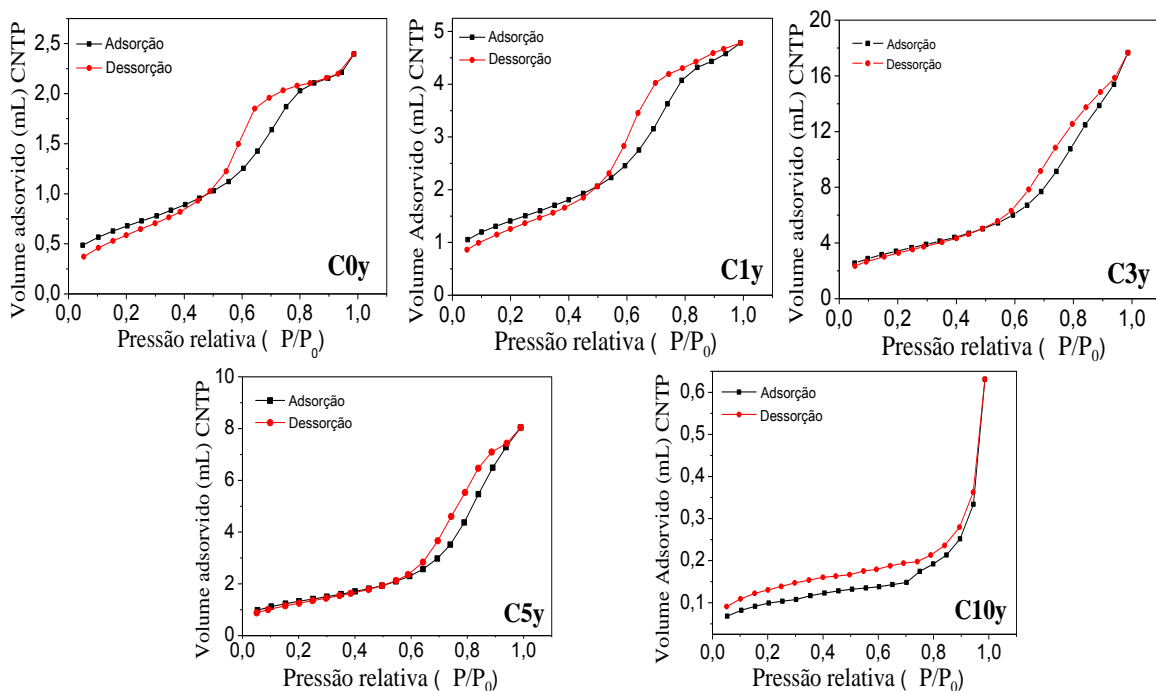 Volume adsorvido (mL) CNTP
2,5
2,0
1,5
1,0
0,5
0,0
Adsorção
Dessorção
C0y
0,0 0,2 0,4 0,6 0,8 1,0
Pressão relativa ( P/P0)
Volume Adsorvido (mL) CNTP
5
4
3
2
1
0
Adsorção
Dessorção
C1y
0,0 0,2 0,4 0,6 0,8 1,0
Pressão relativa ( P/P0)
Volume adsorvido (mL) CNTP
20
16
12
8
4
0
Adsorção
Dessorção
C3y
0,0 0,2 0,4 0,6 0,8 1,0
Pressão relativa ( P/P0)
Volume adsorvido (mL) CNTP
10
8
6
4
2
0
Adsorção
Dessorção
C5y
0,0 0,2 0,4 0,6 0,8 1,0
Pressão relativa ( P/P0)
Volume Adsorvido (mL) CNTP
0,6
0,5
0,3
0,2
0,1
Adsorção
Dessorção
C10y
0,0 0,2 0,4 0,6 0,8 1,0
Pressão relativa ( P/P0)